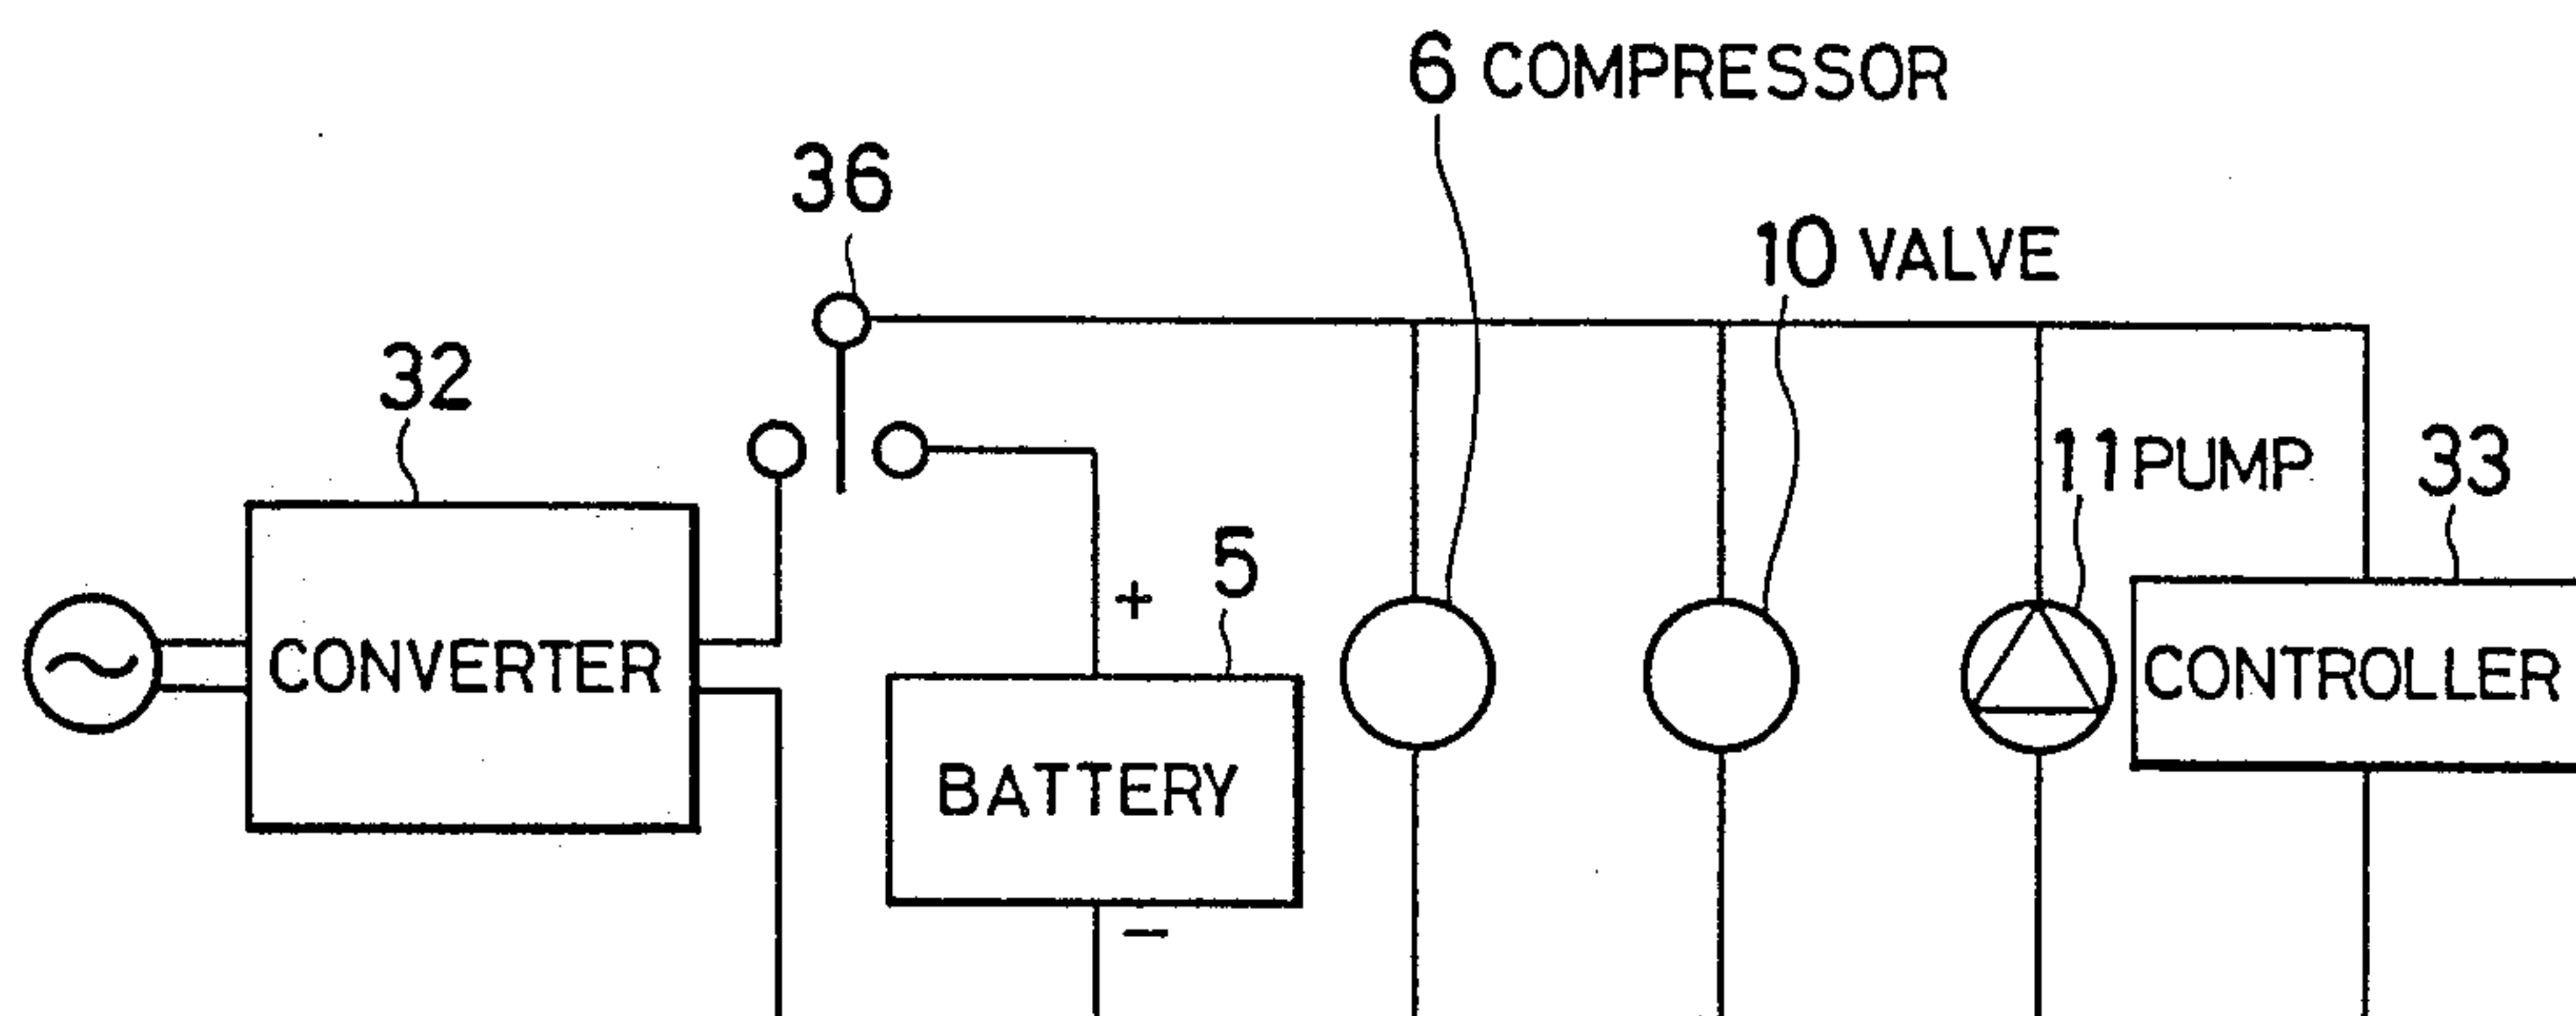 6 COMPRESSOR
36
10 VALVE
32
11 PUMP
33
5
+
CONVERTER
CONTROLLER
BATTERY
−